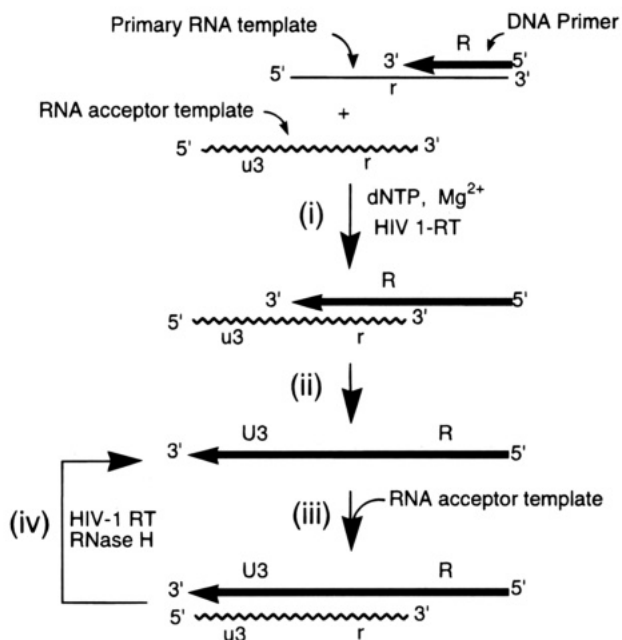 Primary RNA template
R
DNA Primer
3'
5'
5'
3'
r
+
RNA acceptor template
5'
3'
u3
r
(i)
dNTP, Mg²⁺
HIV 1-RT
R
3'
5'
5'
3'
u3
r
(ii)
U3
R
3'
5'
(iv)
HIV-1 RT
RNase H
(iii)
RNA acceptor template
U3
R
3'
5'
5'
3'
u3
r